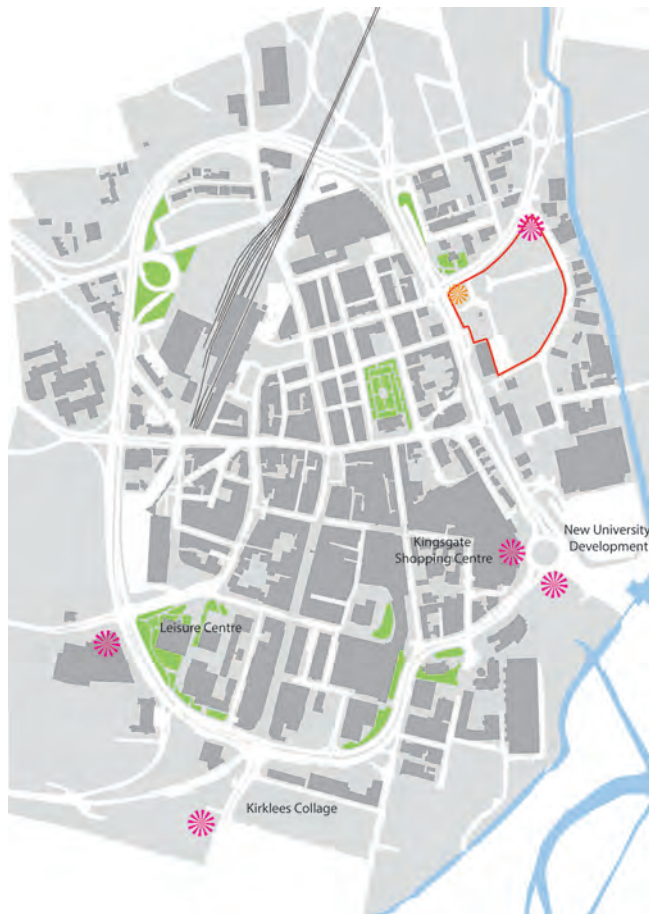 New University
Development
Kingsgate
Shopping Centre
Leisure Centre
Kirklees Collage